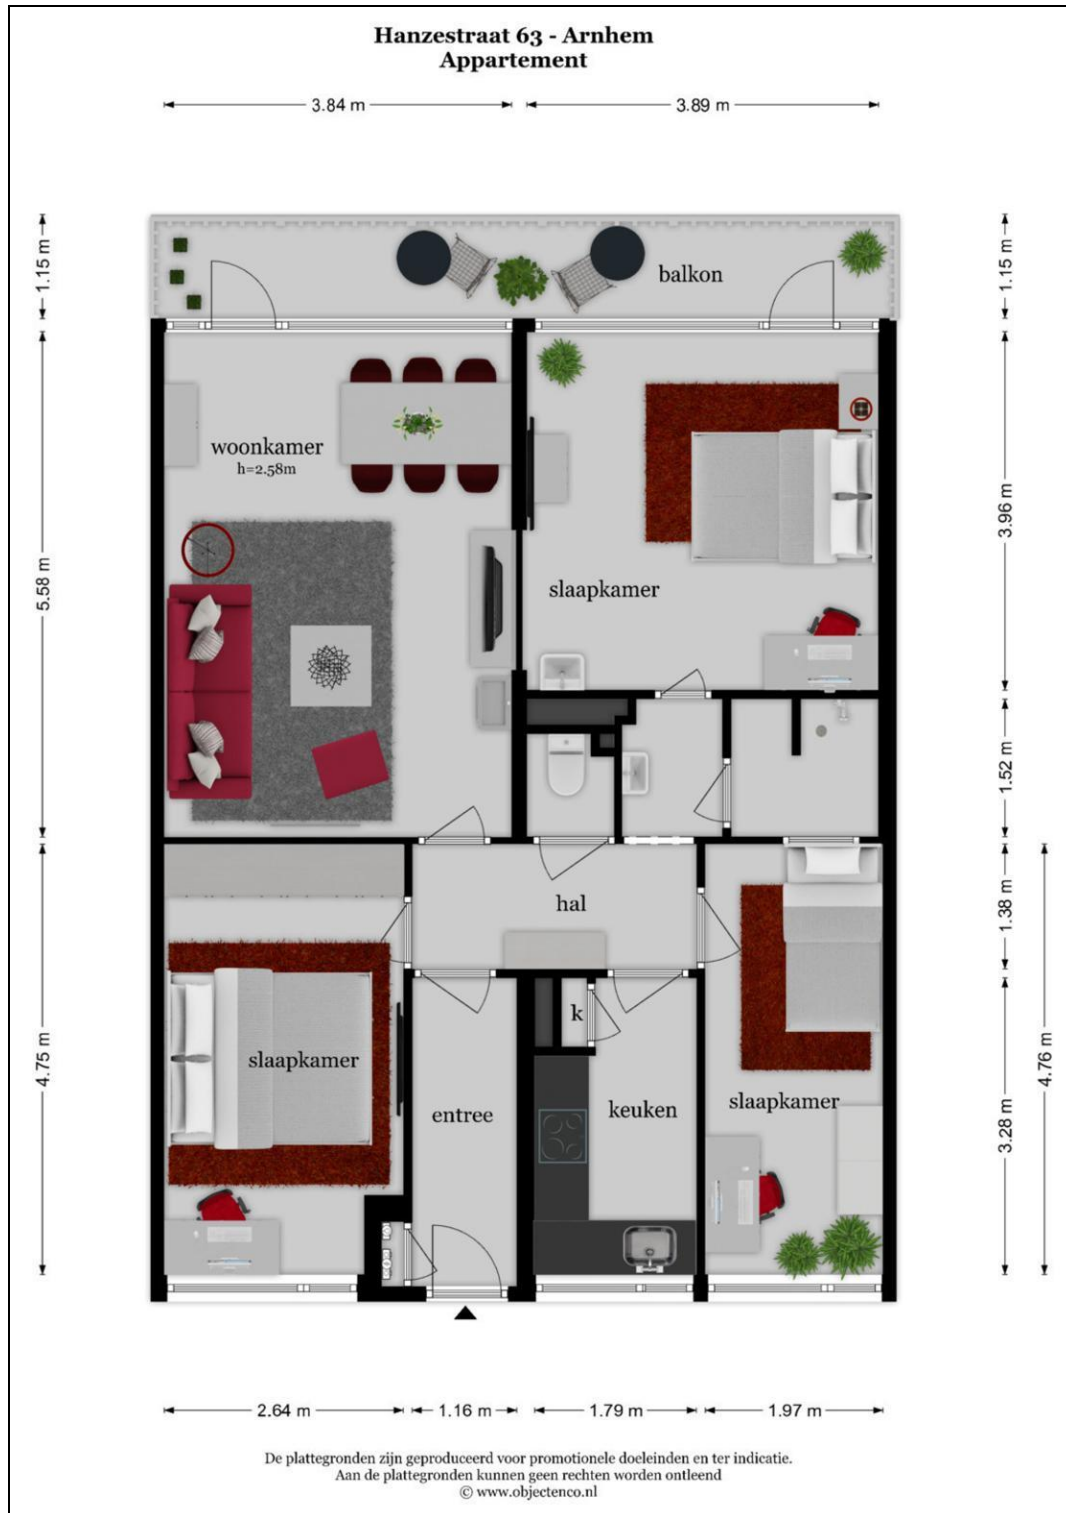 Hanzestraat 63 - Arnhem
Appartement
3.84 m
3.89 m
1.15 m
1.15 m
balkon
woonkamer
h=2.58m
3.96 m
5.58 m
slaapkamer
1.52 m
hal
1.38 m
k
slaapkamer
4.75 m
4.76 m
entree
keuken
slaapkamer
3.28 m
2.64 m
1.16 m
1.79 m
1.97 m
De plattegronden zijn geproduceerd voor promotionele doeleinden en ter indicatie.
Aan de plattegronden kunnen geen rechten worden ontleend
© www.objectenco.nl